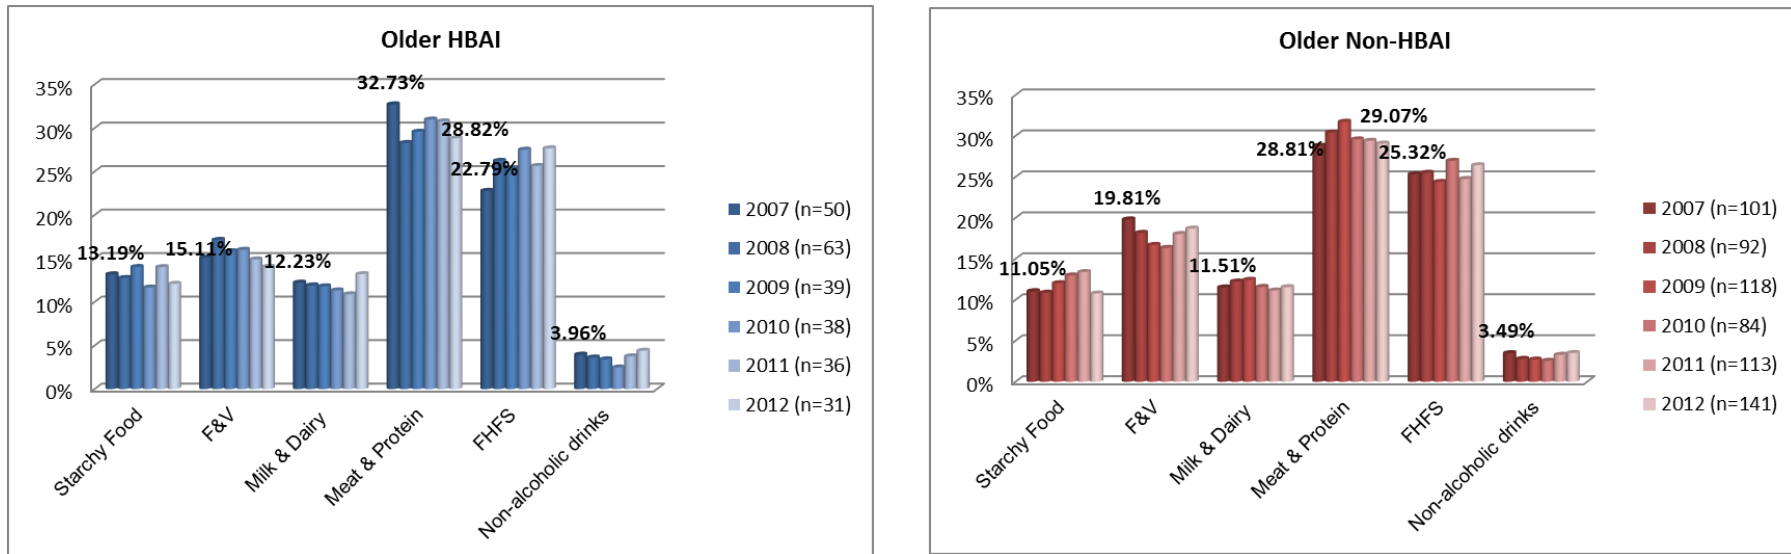 Older HBAI
35%
30%
25%
20%
15%
10%
5%
0%
32.73%
28.82%
22.79%
13.19%
15.11%
12.23%
3.96%
Starchy Food
F&V
Milk & Dairy
Meat & Protein
FHFS
Non-alcoholic drinks
2007 (n=50)
2008 (n=63)
2009 (n=39)
2010 (n=38)
2011 (n=36)
2012 (n=31)
Older Non-HBAI
35%
30%
25%
20%
15%
10%
5%
0%
29.07%
28.81%
25.32%
19.81%
11.05%
11.51%
3.49%
Starchy Food
F&V
Milk & Dairy
Meat & Protein
FHFS
Non-alcoholic drinks
2007 (n=101)
2008 (n=92)
2009 (n=118)
2010 (n=84)
2011 (n=113)
2012 (n=141)